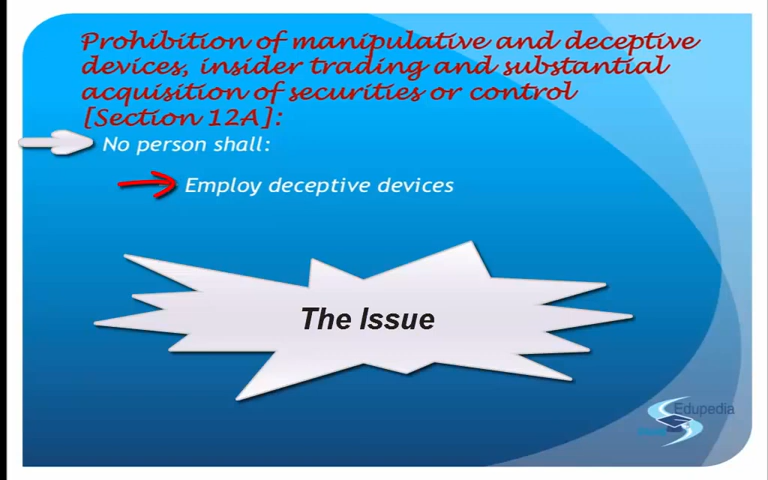 Prohibition of manipulative and deceptive
devices, insider trading and substantial
acquisition of securities or control
[Section 12A]:
No person shall:
Employ deceptive devices
The Issue
Edupedia